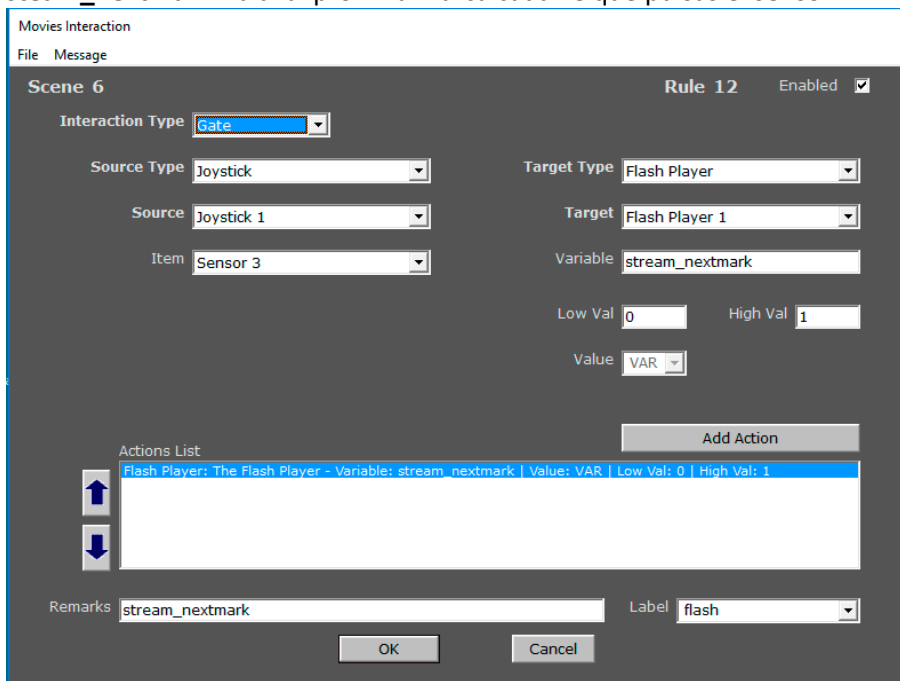 Movies Interaction
File Message
Scene 6 Rule 12 Enabled
Interaction Type Gate
Source Type Joystick Target Type Flash Player
Source Joystick 1 Target Flash Player 1
Item Sensor 3 Variable stream_nextmark
Low Val 0 High Val 1
Value VAR
Add Action
Actions List
Flash Player: The Flash Player - Variable: stream_nextmark | Value: VAR | Low Val: 0 | High Val: 1
Remarks stream_nextmark Label flash
OK Cancel